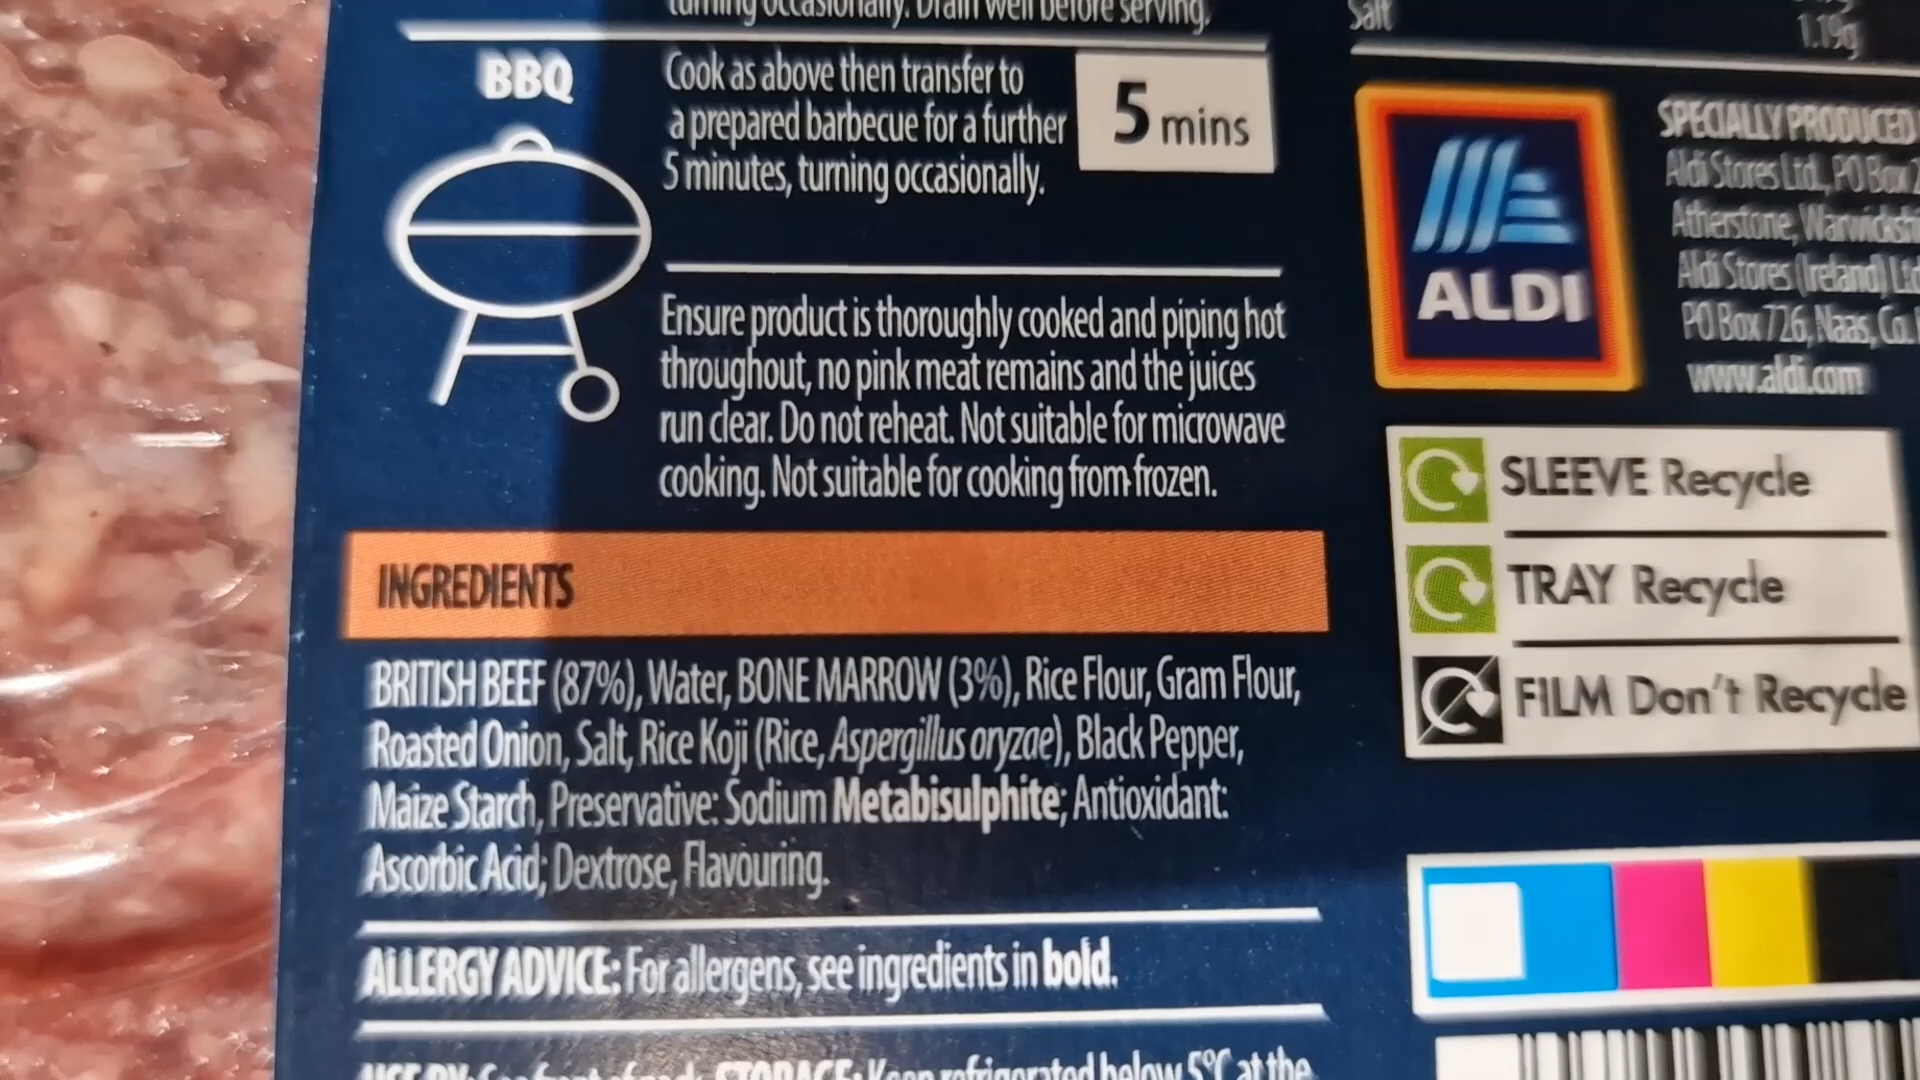 turning occasionally. Drain well before serving.
BBQ
Cook as above then transfer to
a prepared barbecue for a further
5 minutes, turning occasionally.
5 mins
Ensure product is thoroughly cooked and piping hot
throughout, no pink meat remains and the juices
run clear. Do not reheat. Not suitable for microwave
cooking. Not suitable for cooking from frozen.
INGREDIENTS
BRITISH BEEF (87%), Water, BONE MARROW (3%), Rice Flour, Gram Flour,
Roasted Onion, Salt, Rice Koji (Rice, Aspergillus oryzae), Black Pepper,
Maize Starch, Preservative: Sodium Metabisulphite; Antioxidant:
Ascorbic Acid; Dextrose, Flavouring.
ALLERGY ADVICE: For allergens, see ingredients in bold.
USE BY: See front of pack. STORAGE: Keep refrigerated below 5°C at the
Salt
1.19g
ALDI
SPECIALLY PRODUCED
Aldi Stores Ltd., PO Box
Atherstone,
Aldi Stores (Ireland) Ltd
PO Box 726, Naas, Co.
www.aldi.com
SLEEVE Recycle
TRAY Recycle
FILM Don't Recycle